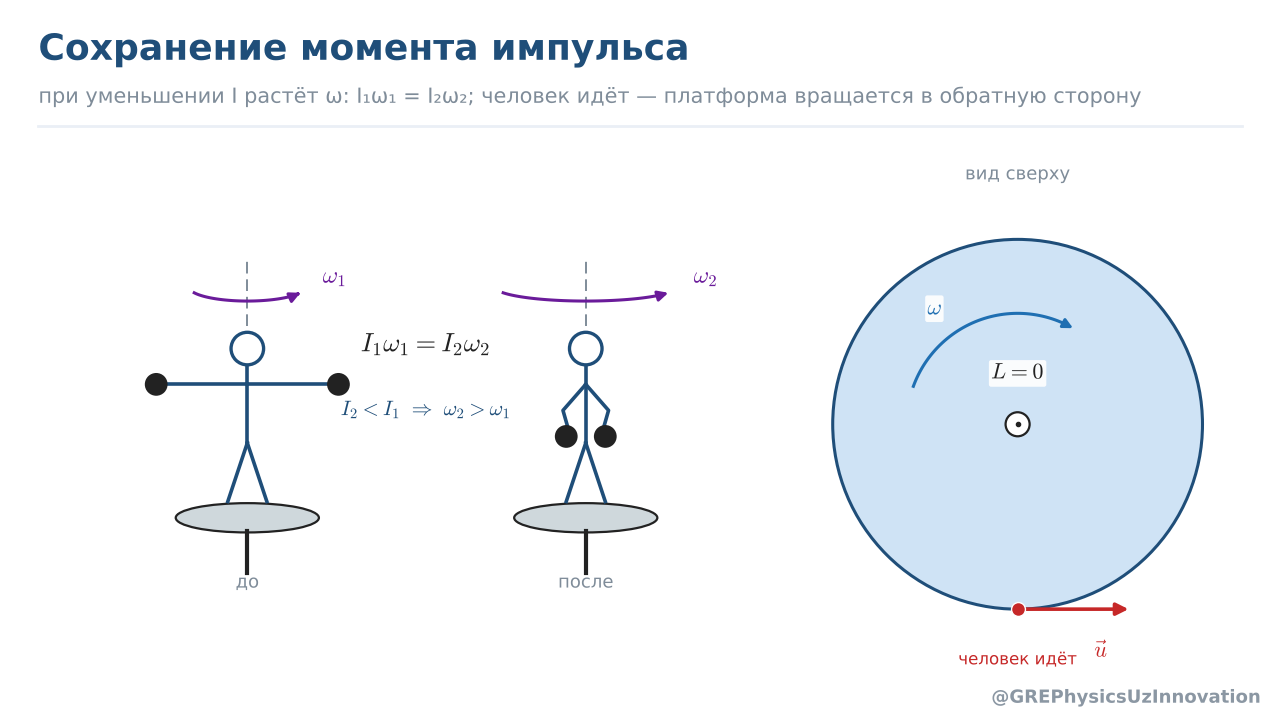 Сохранение момента импульса
при уменьшении I растёт ω: I₁ω₁ = I₂ω₂; человек идёт — платформа вращается в обратную сторону
вид сверху
ω₁
ω₂
I₁ω₁ = I₂ω₂
I₂ < I₁ ⇒ ω₂ > ω₁
до
после
ω
L = 0
человек идёт u⃗
@GREPhysicsUzInnovation